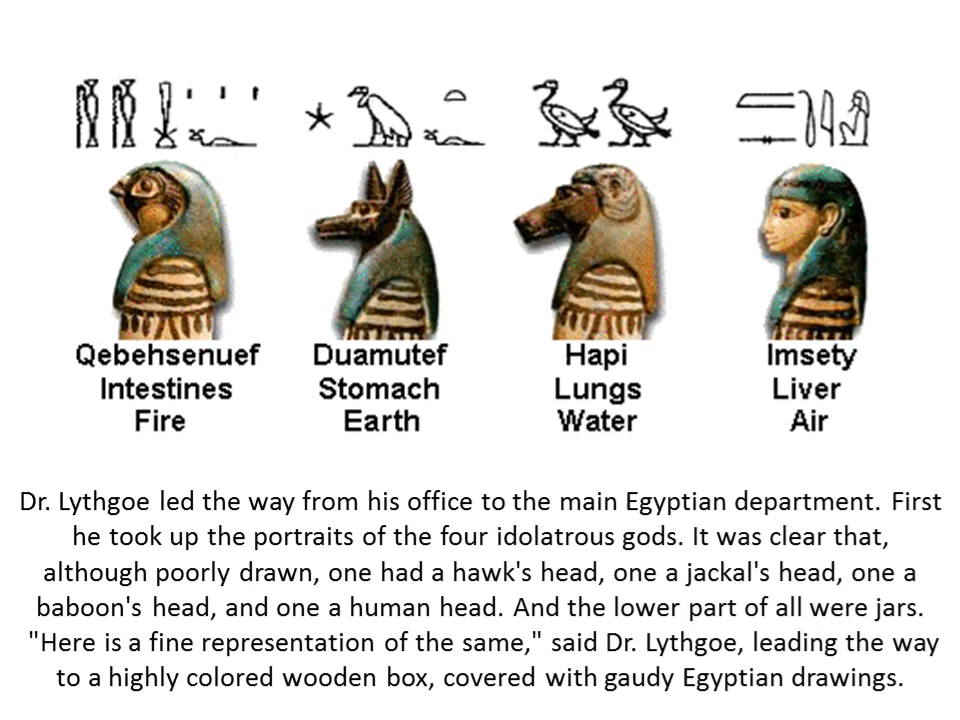 Qebehsenuef
Intestines
Fire
Duamutef
Stomach
Earth
Hapi
Lungs
Water
Imsety
Liver
Air
Dr. Lythgoe led the way from his office to the main Egyptian department. First
he took up the portraits of the four idolatrous gods. It was clear that,
although poorly drawn, one had a hawk's head, one a jackal's head, one a
baboon's head, and one a human head. And the lower part of all were jars.
"Here is a fine representation of the same," said Dr. Lythgoe, leading the way
to a highly colored wooden box, covered with gaudy Egyptian drawings.